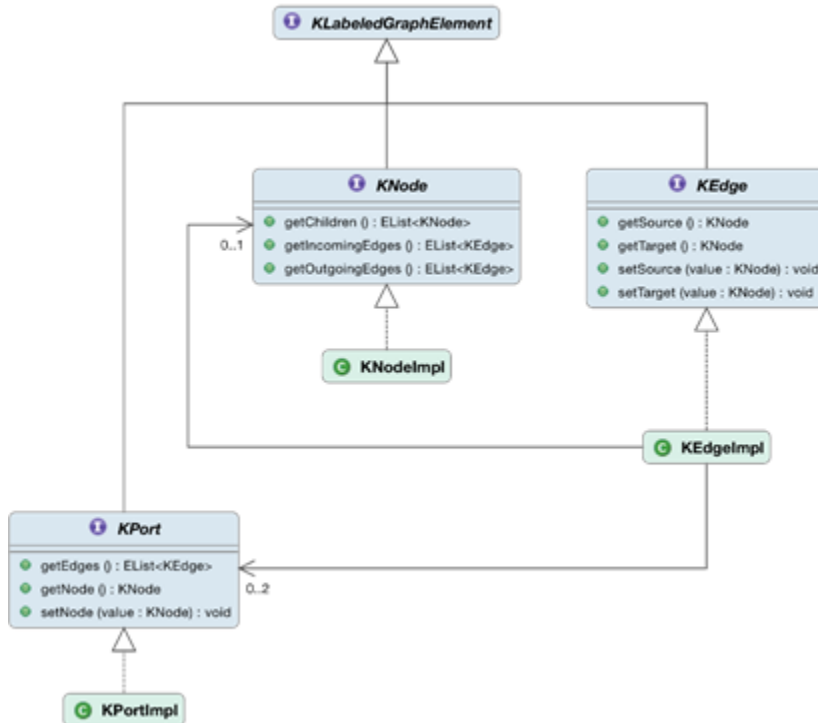 KLabeledGraphElement
KNode
getChildren () : EList<KNode>
getIncomingEdges () : EList<KEdge>
getOutgoingEdges () : EList<KEdge>
KEdge
getSource () : KNode
getTarget () : KNode
setSource (value : KNode) : void
setTarget (value : KNode) : void
0..1
KNodeImpl
KEdgeImpl
KPort
getEdges () : EList<KEdge>
getNode () : KNode
setNode (value : KNode) : void
0..2
KPortImpl